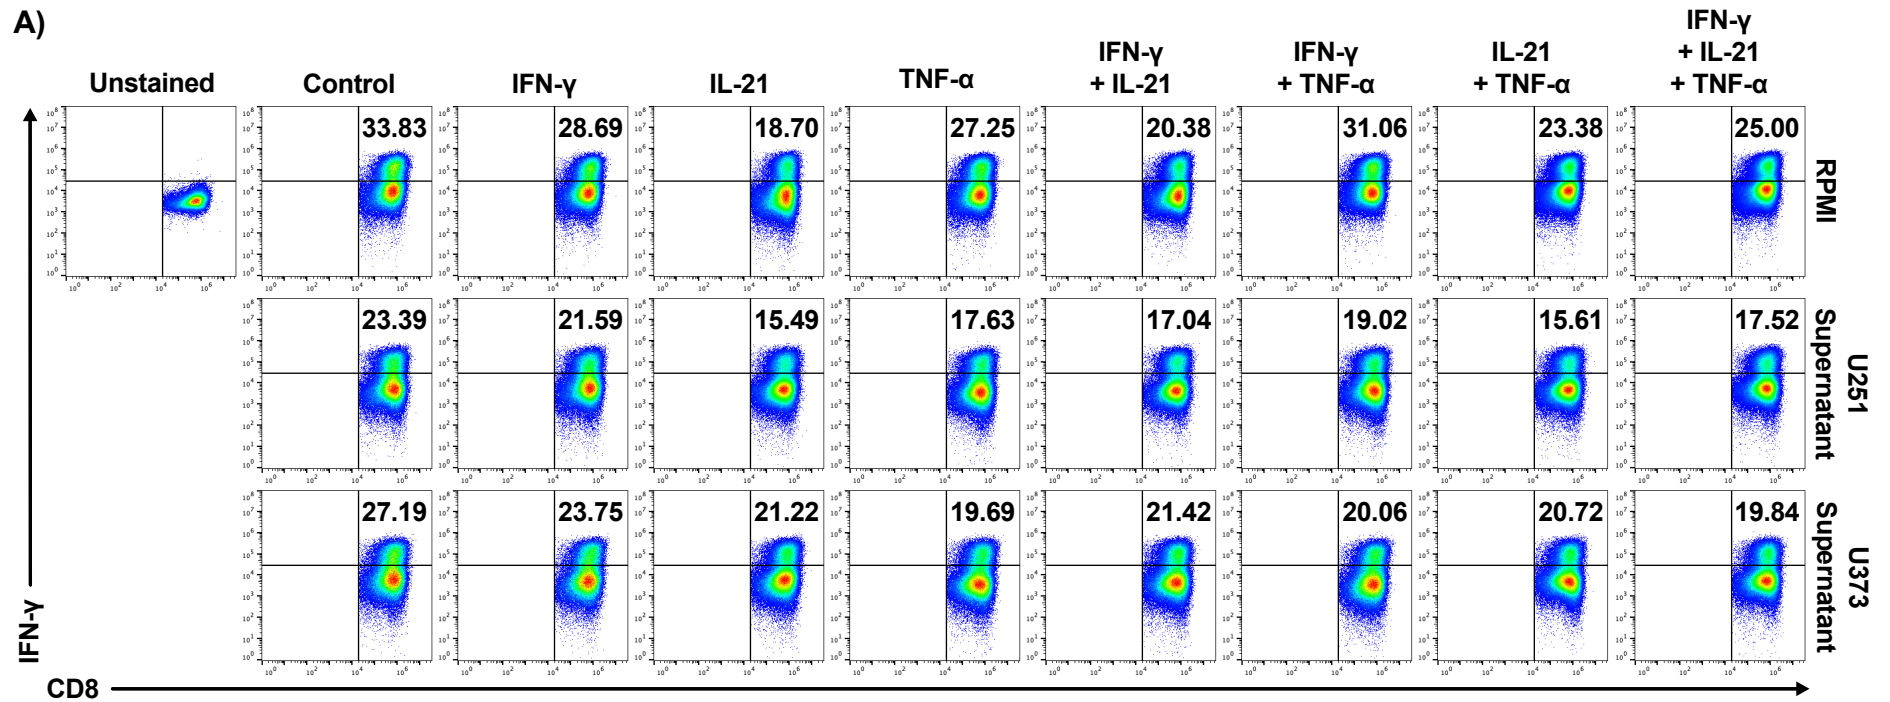 A)
Unstained
Control
IFN-γ
IL-21
TNF-α
IFN-γ
+ IL-21
IFN-γ
+ TNF-α
IL-21
+ TNF-α
IFN-γ
+ IL-21
+ TNF-α
33.83
28.69
18.70
27.25
20.38
31.06
23.38
25.00
RPMI
23.39
21.59
15.49
17.63
17.04
19.02
15.61
17.52
U251
Supernatant
27.19
23.75
21.22
19.69
21.42
20.06
20.72
19.84
U373
Supernatant
IFN-γ
CD8